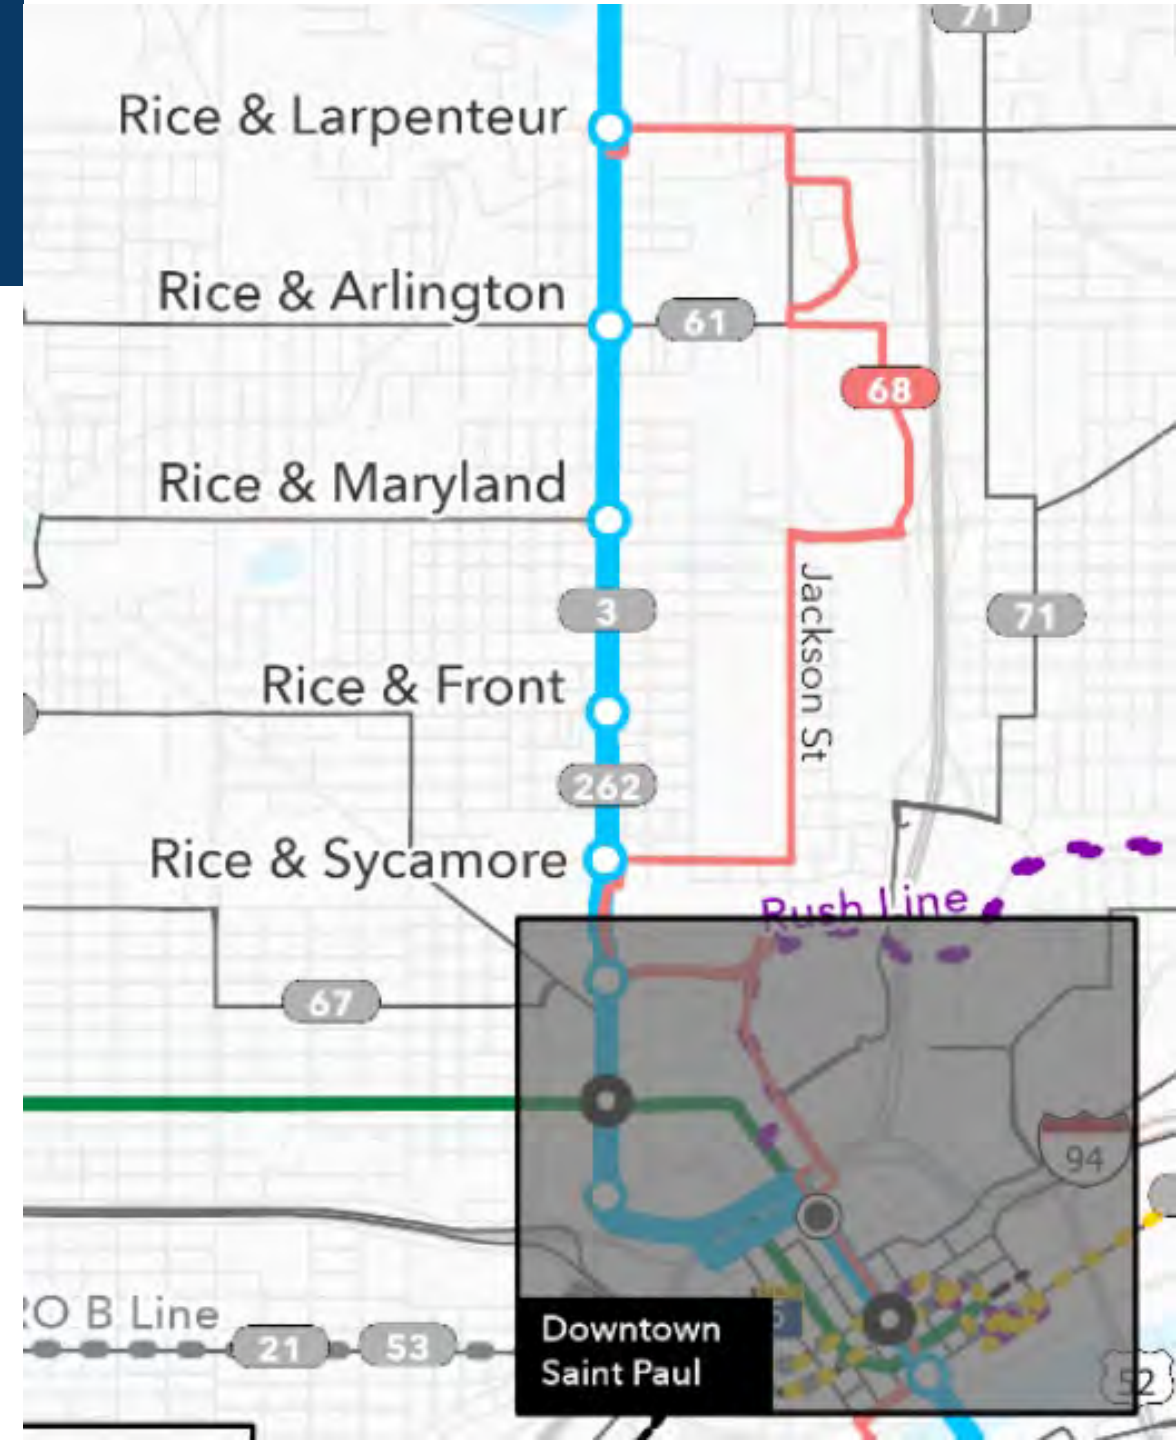 71
Rice & Larpenteur
Rice & Arlington
61
68
Rice & Maryland
3
Jackson St
71
Rice & Front
262
Rice & Sycamore
Rush Line
67
94
RO B Line
21
53
Downtown
Saint Paul
52